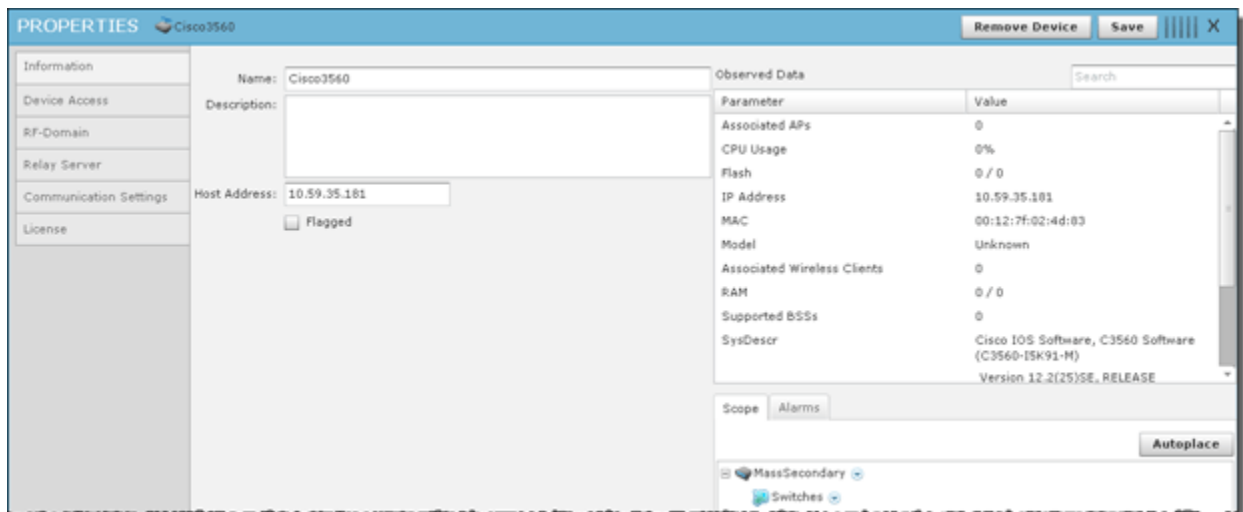 PROPERTIES Cisco3560
Remove Device Save X
Information
Device Access
RF-Domain
Relay Server
Communication Settings
License
Name: Cisco3560
Description:
Host Address: 10.59.35.181
Flagged
Observed Data Search
Parameter Value
Associated APs 0
CPU Usage 0%
Flash 0 / 0
IP Address 10.59.35.181
MAC 00:12:7f:02:4d:83
Model Unknown
Associated Wireless Clients 0
RAM 0 / 0
Supported BSSs 0
SysDescr Cisco IOS Software, C3560 Software
(C3560-I5K91-M)
Version 12.2(25)SE, RELEASE
Scope Alarms
Autoplace
MassSecondary
Switches